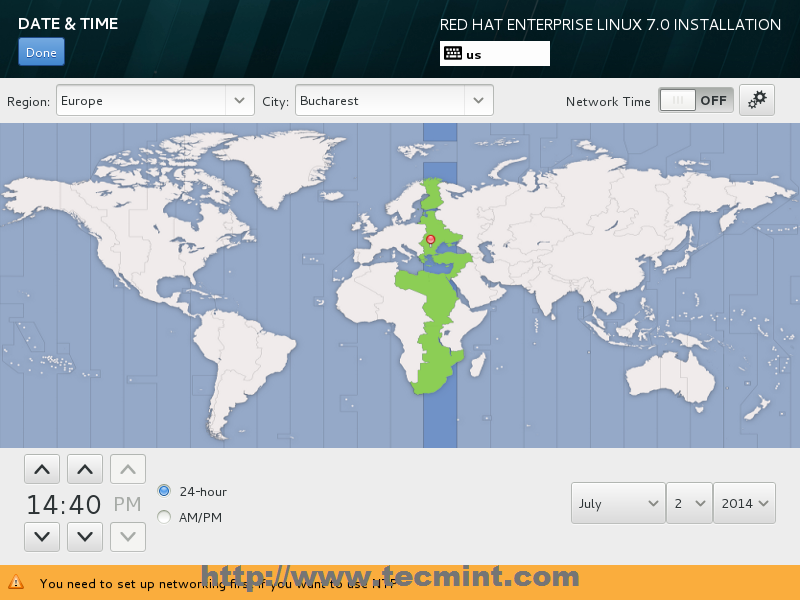 DATE & TIME
RED HAT ENTERPRISE LINUX 7.0 INSTALLATION
Done
us
Region: Europe City: Bucharest Network Time OFF
14:40 PM
24-hour
AM/PM
July 2 2014
You need to set up networking first if you want to use NTP
http://www.tecmint.com